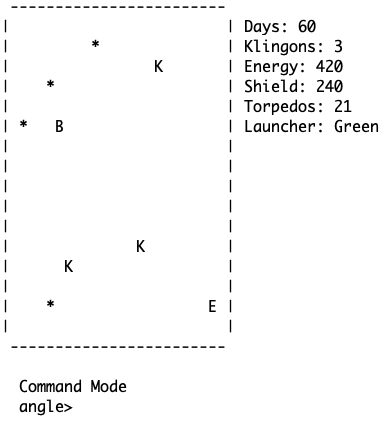 ------------------------
|                        | Days: 60
|         *              | Klingons: 3
|                K       | Energy: 420
|    *                   | Shield: 240
|                        | Torpedos: 21
| *   B                  | Launcher: Green
|                        |
|                        |
|                        |
|                        |
|                        |
|              K         |
|      K                 |
|                        |
|    *                 E |
|                        |
 ------------------------
  Command Mode
  angle>